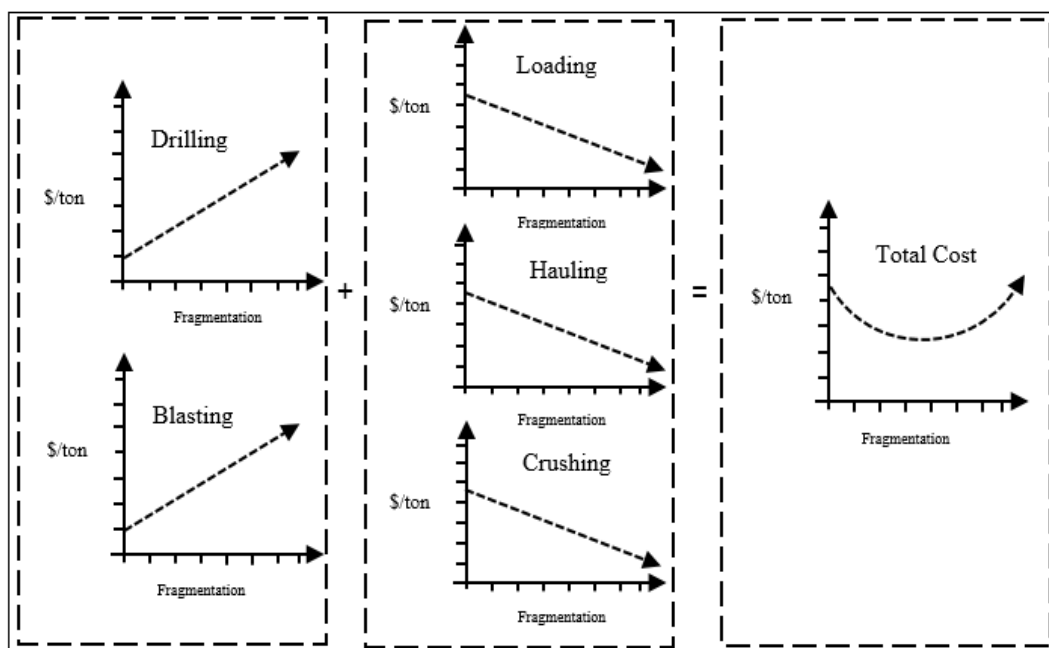 Drilling
$/ton
Fragmentation
Blasting
$/ton
Fragmentation
+
Loading
$/ton
Fragmentation
Hauling
$/ton
Fragmentation
Crushing
$/ton
Fragmentation
=
Total Cost
$/ton
Fragmentation